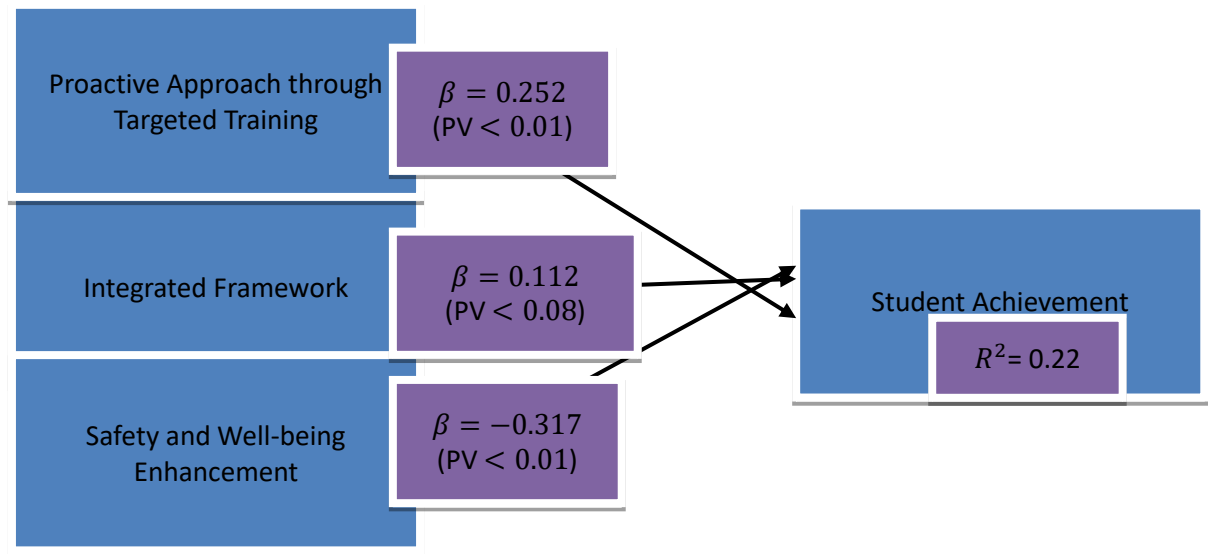 Proactive Approach through
Targeted Training
β = 0.252
(PV < 0.01)
Integrated Framework
β = 0.112
(PV < 0.08)
Safety and Well-being
Enhancement
β = −0.317
(PV < 0.01)
Student Achievement
R²= 0.22